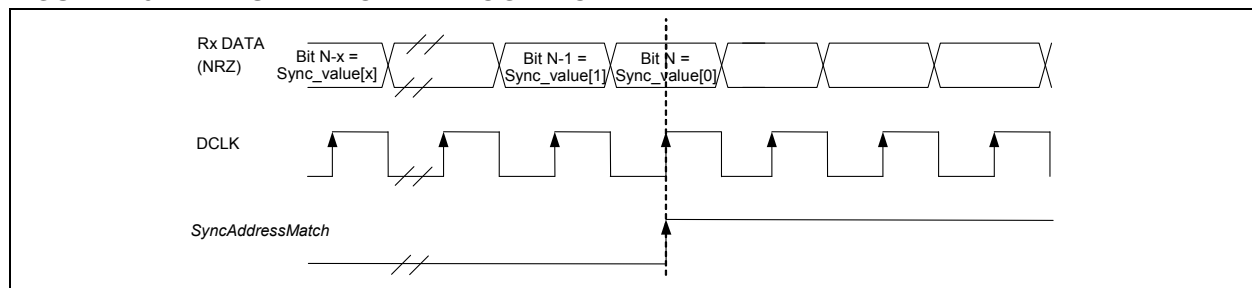 Rx DATA
(NRZ)
Bit N-x =
Sync_value[x]
Bit N-1 =
Sync_value[1]
Bit N =
Sync_value[0]
DCLK
SyncAddressMatch